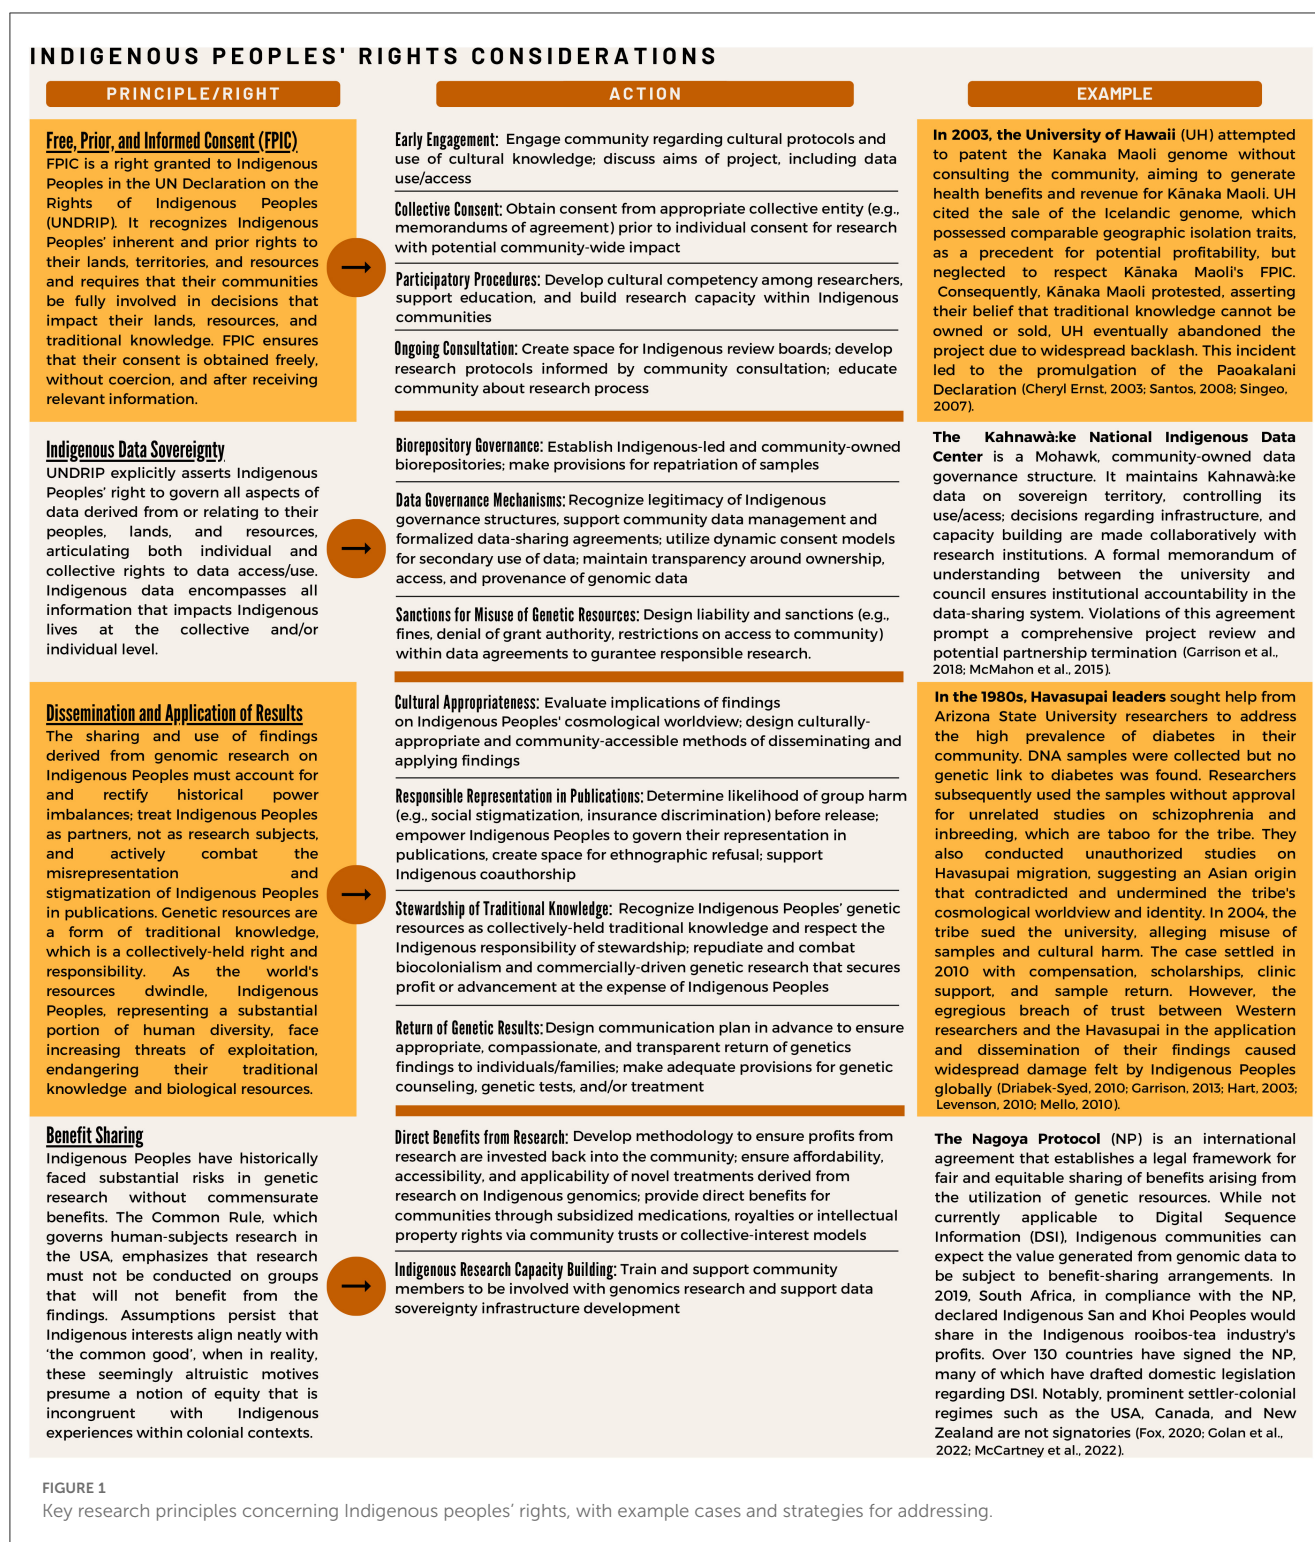 INDIGENOUS PEOPLES' RIGHTS CONSIDERATIONS
PRINCIPLE/RIGHT
ACTION
EXAMPLE
Free, Prior, and Informed Consent (FPIC)
FPIC is a right granted to Indigenous
Peoples in the UN Declaration on the
Rights of Indigenous Peoples
(UNDRIP). It recognizes Indigenous
Peoples' inherent and prior rights to
their lands, territories, and resources
and requires that their communities
be fully involved in decisions that
impact their lands, resources, and
traditional knowledge. FPIC ensures
that their consent is obtained freely,
without coercion, and after receiving
relevant information.
Early Engagement: Engage community regarding cultural protocols and
use of cultural knowledge; discuss aims of project, including data
use/access
Collective Consent: Obtain consent from appropriate collective entity (e.g.,
memorandums of agreement) prior to individual consent for research
with potential community-wide impact
Participatory Procedures: Develop cultural competency among researchers,
support education, and build research capacity within Indigenous
communities
Ongoing Consultation: Create space for Indigenous review boards; develop
research protocols informed by community consultation; educate
community about research process
In 2003, the University of Hawaii (UH) attempted
to patent the Kanaka Maoli genome without
consulting the community, aiming to generate
health benefits and revenue for Kānaka Maoli. UH
cited the sale of the Icelandic genome, which
possessed comparable geographic isolation traits,
as a precedent for potential profitability, but
neglected to respect Kānaka Maoli's FPIC.
Consequently, Kānaka Maoli protested, asserting
their belief that traditional knowledge cannot be
owned or sold, UH eventually abandoned the
project due to widespread backlash. This incident
led to the promulgation of the Paoakalani
Declaration (Cheryl Ernst, 2003; Santos, 2008; Singeo,
2007).
Indigenous Data Sovereignty
UNDRIP explicitly asserts Indigenous
Peoples' right to govern all aspects of
data derived from or relating to their
peoples, lands, and resources,
articulating both individual and
collective rights to data access/use.
Indigenous data encompasses all
information that impacts Indigenous
lives at the collective and/or
individual level.
Biorepository Governance: Establish Indigenous-led and community-owned
biorepositories; make provisions for repatriation of samples
Data Governance Mechanisms: Recognize legitimacy of Indigenous
governance structures, support community data management and
formalized data-sharing agreements; utilize dynamic consent models
for secondary use of data; maintain transparency around ownership,
access, and provenance of genomic data
Sanctions for Misuse of Genetic Resources: Design liability and sanctions (e.g.,
fines, denial of grant authority, restrictions on access to community)
within data agreements to gurantee responsible research.
The Kahnawà:ke National Indigenous Data
Center is a Mohawk, community-owned data
governance structure. It maintains Kahnawà:ke
data on sovereign territory, controlling its
use/acess; decisions regarding infrastructure, and
capacity building are made collaboratively with
research institutions. A formal memorandum of
understanding between the university and
council ensures institutional accountability in the
data-sharing system. Violations of this agreement
prompt a comprehensive project review and
potential partnership termination (Garrison et al.,
2018; McMahon et al., 2015).
Dissemination and Application of Results
The sharing and use of findings
derived from genomic research on
Indigenous Peoples must account for
and rectify historical power
imbalances; treat Indigenous Peoples
as partners, not as research subjects,
and actively combat the
misrepresentation and
stigmatization of Indigenous Peoples
in publications. Genetic resources are
a form of traditional knowledge,
which is a collectively-held right and
responsibility. As the world's
resources dwindle, Indigenous
Peoples, representing a substantial
portion of human diversity, face
increasing threats of exploitation,
endangering their traditional
knowledge and biological resources.
Cultural Appropriateness: Evaluate implications of findings
on Indigenous Peoples' cosmological worldview; design culturally-
appropriate and community-accessible methods of disseminating and
applying findings
Responsible Representation in Publications: Determine likelihood of group harm
(e.g., social stigmatization, insurance discrimination) before release;
empower Indigenous Peoples to govern their representation in
publications, create space for ethnographic refusal; support
Indigenous coauthorship
Stewardship of Traditional Knowledge: Recognize Indigenous Peoples' genetic
resources as collectively-held traditional knowledge and respect the
Indigenous responsibility of stewardship; repudiate and combat
biocolonialism and commercially-driven genetic research that secures
profit or advancement at the expense of Indigenous Peoples
Return of Genetic Results: Design communication plan in advance to ensure
appropriate, compassionate, and transparent return of genetics
findings to individuals/families; make adequate provisions for genetic
counseling, genetic tests, and/or treatment
In the 1980s, Havasupai leaders sought help from
Arizona State University researchers to address
the high prevalence of diabetes in their
community. DNA samples were collected but no
genetic link to diabetes was found. Researchers
subsequently used the samples without approval
for unrelated studies on schizophrenia and
inbreeding, which are taboo for the tribe. They
also conducted unauthorized studies on
Havasupai migration, suggesting an Asian origin
that contradicted and undermined the tribe's
cosmological worldview and identity. In 2004, the
tribe sued the university, alleging misuse of
samples and cultural harm. The case settled in
2010 with compensation, scholarships, clinic
support, and sample return. However, the
egregious breach of trust between Western
researchers and the Havasupai in the application
and dissemination of their findings caused
widespread damage felt by Indigenous Peoples
globally (Driabek-Syed, 2010; Garrison, 2013; Hart, 2003;
Levenson, 2010; Mello, 2010).
Benefit Sharing
Indigenous Peoples have historically
faced substantial risks in genetic
research without commensurate
benefits. The Common Rule, which
governs human-subjects research in
the USA, emphasizes that research
must not be conducted on groups
that will not benefit from the
findings. Assumptions persist that
Indigenous interests align neatly with
'the common good', when in reality,
these seemingly altruistic motives
presume a notion of equity that is
incongruent with Indigenous
experiences within colonial contexts.
Direct Benefits from Research: Develop methodology to ensure profits from
research are invested back into the community; ensure affordability,
accessibility, and applicability of novel treatments derived from
research on Indigenous genomics; provide direct benefits for
communities through subsidized medications, royalties or intellectual
property rights via community trusts or collective-interest models
Indigenous Research Capacity Building: Train and support community
members to be involved with genomics research and support data
sovereignty infrastructure development
The Nagoya Protocol (NP) is an international
agreement that establishes a legal framework for
fair and equitable sharing of benefits arising from
the utilization of genetic resources. While not
currently applicable to Digital Sequence
Information (DSI), Indigenous communities can
expect the value generated from genomic data to
be subject to benefit-sharing arrangements. In
2019, South Africa, in compliance with the NP,
declared Indigenous San and Khoi Peoples would
share in the Indigenous rooibos-tea industry's
profits. Over 130 countries have signed the NP,
many of which have drafted domestic legislation
regarding DSI. Notably, prominent settler-colonial
regimes such as the USA, Canada, and New
Zealand are not signatories (Fox, 2020; Golan et al.,
2022; McCartney et al., 2022).
FIGURE 1
Key research principles concerning Indigenous peoples' rights, with example cases and strategies for addressing.